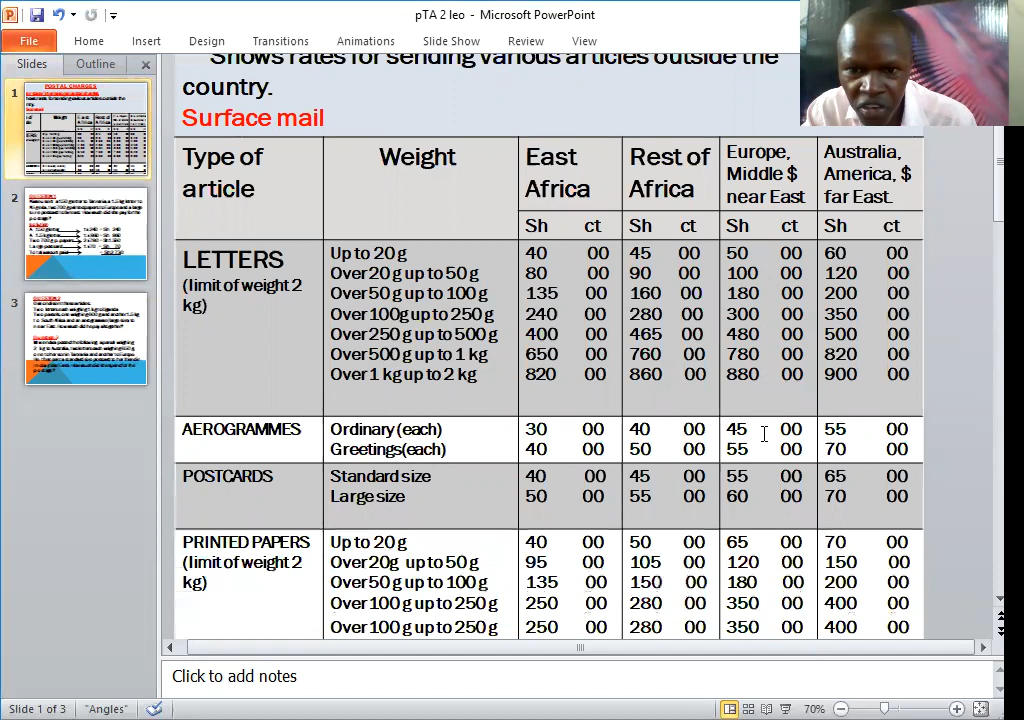 pTA 2 leo - Microsoft PowerPoint
File Home Insert Design Transitions Animations Slide Show Review View
Slides Outline
Shows rates for sending various articles outside the
country.
Surface mail
Type of article Weight East Africa Rest of Africa Europe, Middle $ near East Australia, America, $ far East.
Sh ct Sh ct Sh ct Sh ct
LETTERS (limit of weight 2 kg)
Up to 20 g 40 00 45 00 50 00 60 00
Over 20 g up to 50 g 80 00 90 00 100 00 120 00
Over 50 g up to 100 g 135 00 160 00 180 00 200 00
Over 100g up to 250 g 240 00 280 00 300 00 350 00
Over 250 g up to 500 g 400 00 465 00 480 00 500 00
Over 500 g up to 1 kg 650 00 760 00 780 00 820 00
Over 1 kg up to 2 kg 820 00 860 00 880 00 900 00
AEROGRAMMES Ordinary (each) 30 00 40 00 45 00 55 00
Greetings(each) 40 00 50 00 55 00 70 00
POSTCARDS Standard size 40 00 45 00 55 00 65 00
Large size 50 00 55 00 60 00 70 00
PRINTED PAPERS (limit of weight 2 kg)
Up to 20 g 40 00 50 00 65 00 70 00
Over 20g up to 50 g 95 00 105 00 120 00 150 00
Over 50 g up to 100 g 135 00 150 00 180 00 200 00
Over 100 g up to 250 g 250 00 280 00 350 00 400 00
Over 100 g up to 250 g 250 00 280 00 350 00 400 00
1
2
3
POSTAL CHARGES
Click to add notes
Slide 1 of 3 "Angles" 70%